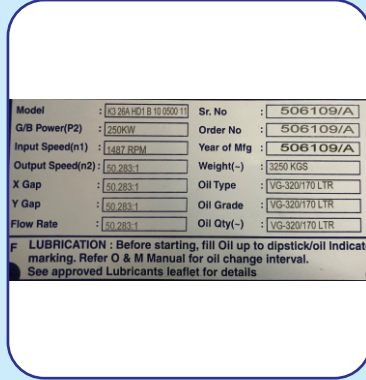 Model : K3 26A HD1 B 10 0500 11 Sr. No : 506109/A
G/B Power(P2) : 250KW Order No : 506109/A
Input Speed(n1) : 1487 RPM Year of Mfg : 506109/A
Output Speed(n2) : 50.283:1 Weight(~) : 3250 KGS
X Gap : 50.283:1 Oil Type : VG-320/170 LTR
Y Gap : 50.283:1 Oil Grade : VG-320/170 LTR
Flow Rate : 50.283:1 Oil Qty(~) : VG-320/170 LTR
F LUBRICATION : Before starting, fill Oil up to dipstick/oil Indicato
marking. Refer O & M Manual for oil change interval.
See approved Lubricants leaflet for details